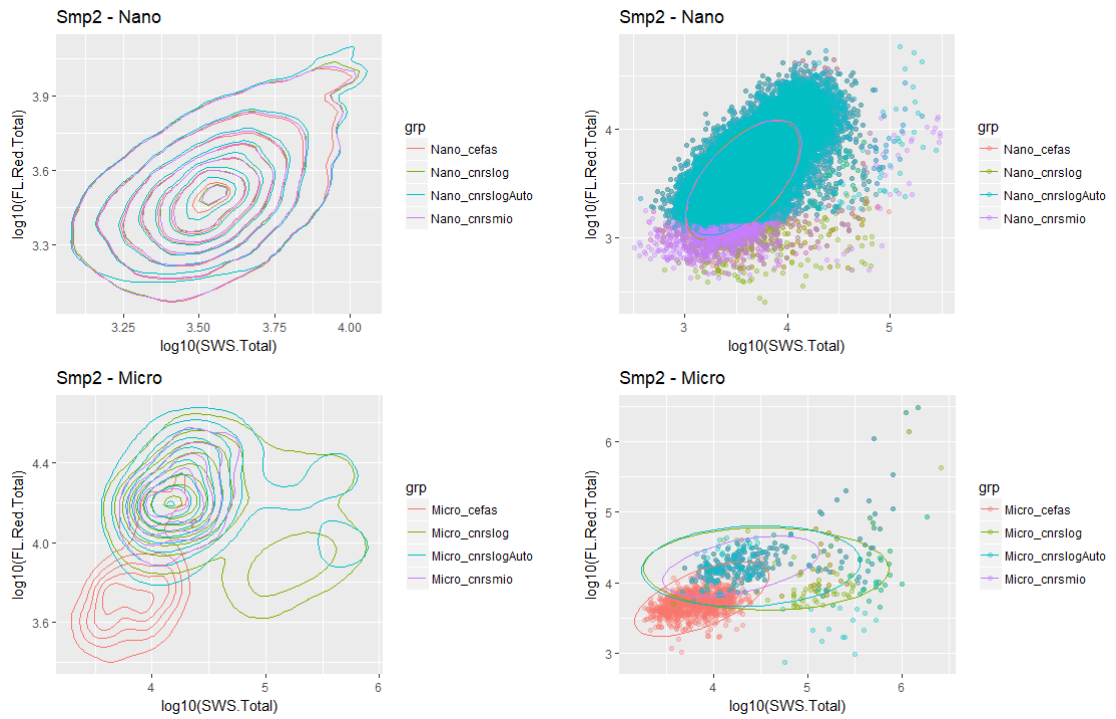 Smp2 - Nano
log10(FL.Red.Total)
3.9
3.6
3.3
3.25
3.50
3.75
4.00
log10(SWS.Total)
grp
Nano_cefas
Nano_cnrslog
Nano_cnrslogAuto
Nano_cnrsmio
Smp2 - Nano
log10(FL.Red.Total)
4
3
3
4
5
log10(SWS.Total)
grp
Nano_cefas
Nano_cnrslog
Nano_cnrslogAuto
Nano_cnrsmio
Smp2 - Micro
log10(FL.Red.Total)
4.4
4.0
3.6
4
5
6
log10(SWS.Total)
grp
Micro_cefas
Micro_cnrslog
Micro_cnrslogAuto
Micro_cnrsmio
Smp2 - Micro
log10(FL.Red.Total)
6
5
4
3
4
5
6
log10(SWS.Total)
grp
Micro_cefas
Micro_cnrslog
Micro_cnrslogAuto
Micro_cnrsmio